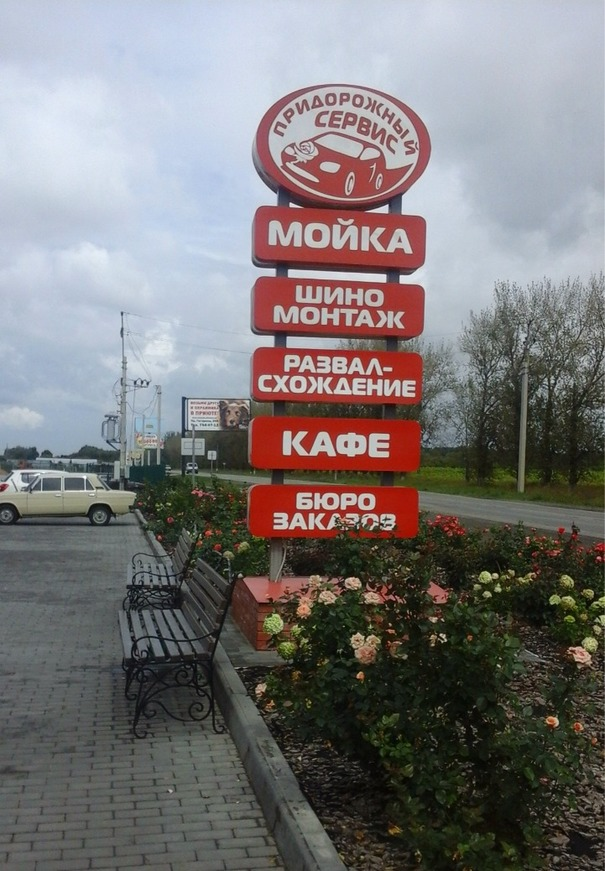 ПРИДОРОЖНЫЙ
СЕРВИС
МОЙКА
ШИНО
МОНТАЖ
РАЗВАЛ-
СХОЖДЕНИЕ
КАФЕ
БЮРО
ЗАКАЗОВ